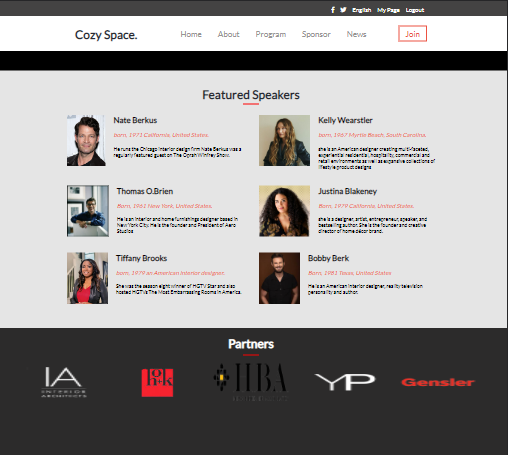 f English My Page Logout
Cozy Space.
Home About Program Sponsor News Join
Featured Speakers
Nate Berkus
born, 1971 California, United States.
He runs the Chicago interior design firm Nate Berkus was a
regularly featured guest on The Oprah Winfrey Show.
Kelly Wearstler
born, 1967 Myrtle Beach, South Carolina.
she is an American designer creating multi-faceted,
experiential residential, hospitality, commercial and
retail environments as well as expansive collections of
lifestyle product designs
Thomas O.Brien
Born, 1961 New York, United States.
He is an interior and home furnishings designer based in
New York City. He is the founder and President of Aero
Studios
Justina Blakeney
Born, 1979 California, United States.
she is a designer, artist, entrepreneur, speaker, and
bestselling author. She is the founder and creative
director of home décor brand.
Tiffany Brooks
born, 1979 an American interior designer.
She was the season eight winner of HGTV Star and also
hosted HGTVs The Most Embarrassing Rooms in America.
Bobby Berk
Born, 1981 Texas, United States
He is an American interior designer, reality television
personality and author.
Partners
IA
INTERIOR
ARCHITECTS
g
h&k
HBA
YP
Gensler